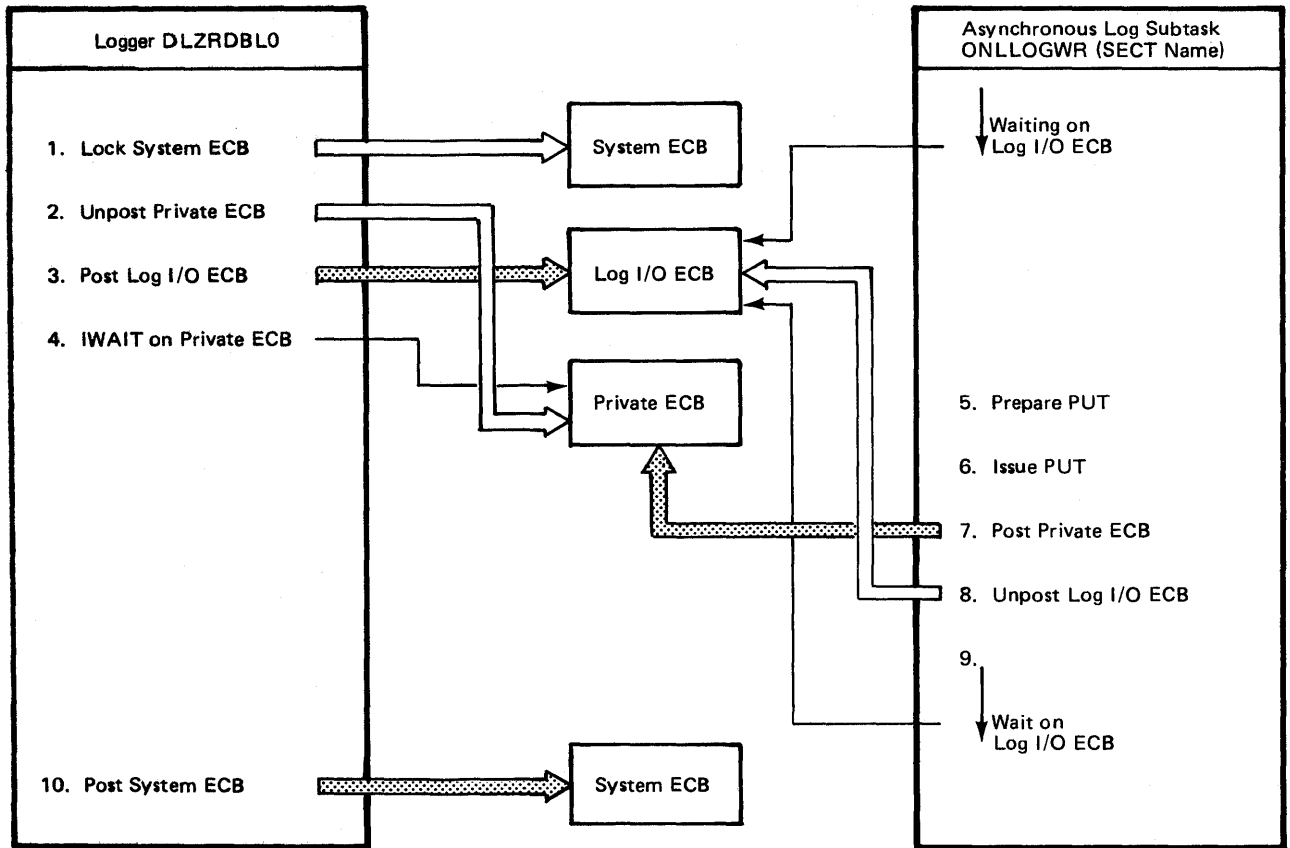 Logger DLZRDBL0
1. Lock System ECB
2. Unpost Private ECB
3. Post Log I/O ECB
4. IWAIT on Private ECB
10. Post System ECB
System ECB
Log I/O ECB
Private ECB
System ECB
Asynchronous Log Subtask
ONLLOGWR (SECT Name)
Waiting on
Log I/O ECB
5. Prepare PUT
6. Issue PUT
7. Post Private ECB
8. Unpost Log I/O ECB
9.
Wait on
Log I/O ECB